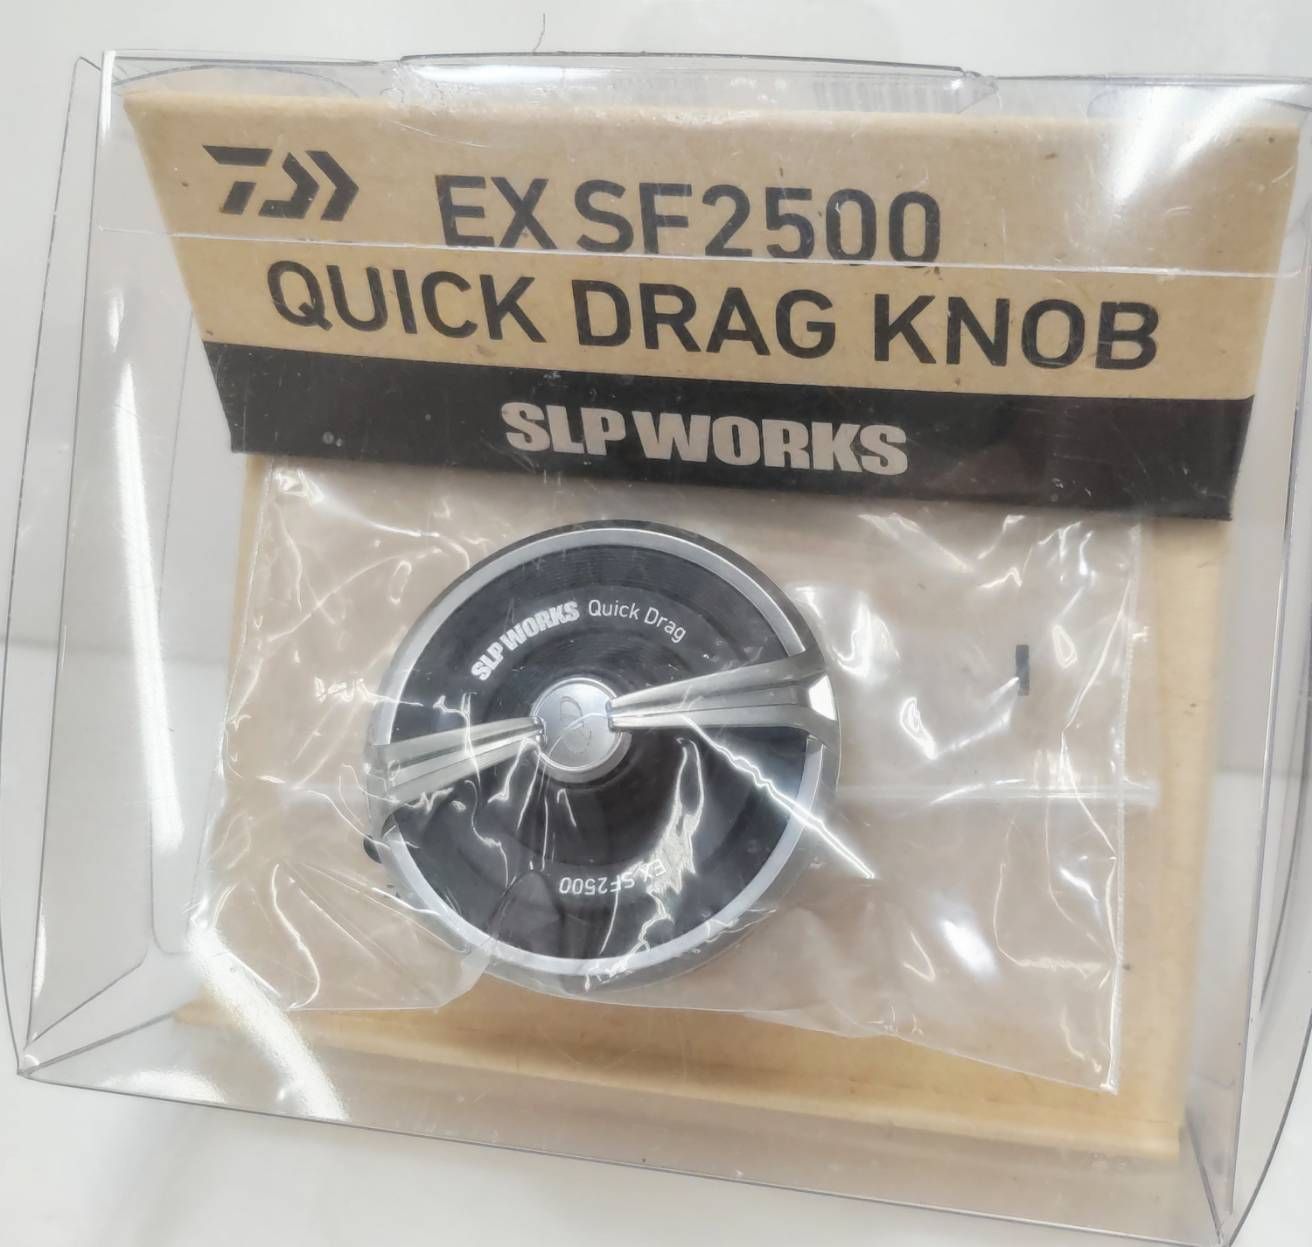 EX SF2500
QUICK DRAG KNOB
SLP WORKS
SLP WORKS Quick Drag
EX SF2500